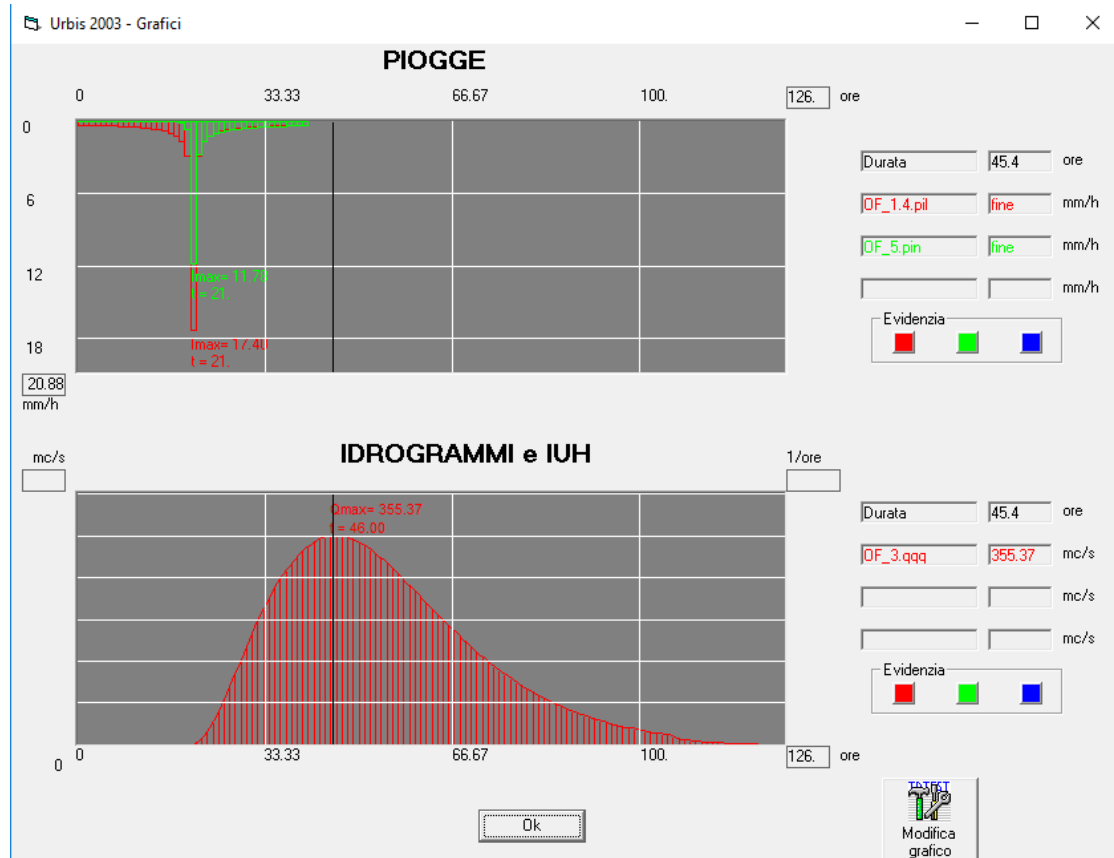 Urbis 2003 - Grafici
PIOGGE
0 33.33 66.67 100. 126. ore
0
6
12
18
20.88
mm/h
Imax= 11.78
t = 21.
Imax= 17.40
t = 21.
Durata 45.4 ore
OF_1.4.pil fine mm/h
OF_5.pin fine mm/h
mm/h
Evidenzia
IDROGRAMMI e IUH
mc/s
1/ore
Qmax= 355.37
t = 46.00
Durata 45.4 ore
OF_3.qqq 355.37 mc/s
mc/s
mc/s
Evidenzia
0
0 33.33 66.67 100. 126. ore
Ok
Modifica
grafico